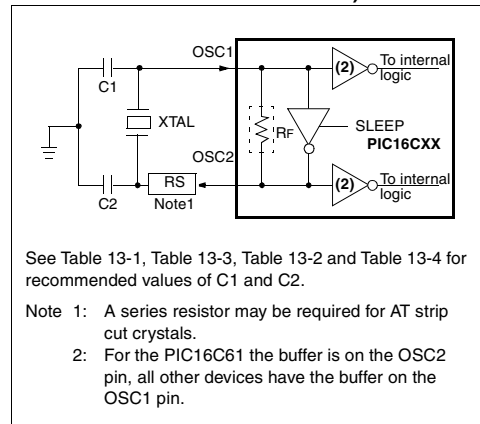 OSC1
(2)
To internal
logic
C1
XTAL
RF
SLEEP
PIC16CXX
OSC2
C2
RS
Note1
(2)
To internal
logic
See Table 13-1, Table 13-3, Table 13-2 and Table 13-4 for
recommended values of C1 and C2.
Note 1: A series resistor may be required for AT strip
cut crystals.
2: For the PIC16C61 the buffer is on the OSC2
pin, all other devices have the buffer on the
OSC1 pin.